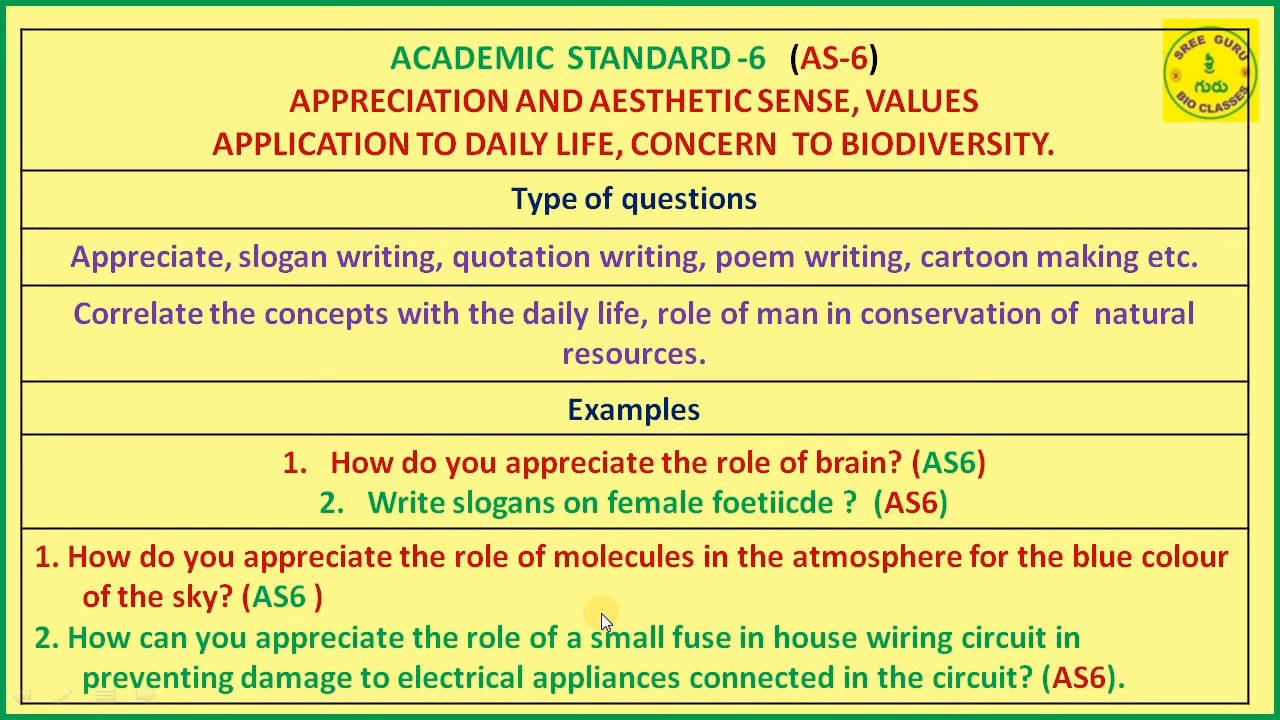 ACADEMIC STANDARD -6 (AS-6)
APPRECIATION AND AESTHETIC SENSE, VALUES
APPLICATION TO DAILY LIFE, CONCERN TO BIODIVERSITY.
SREE GURU
శ్రీ
గురు
BIO CLASSES
Type of questions
Appreciate, slogan writing, quotation writing, poem writing, cartoon making etc.
Correlate the concepts with the daily life, role of man in conservation of natural
resources.
Examples
1. How do you appreciate the role of brain? (AS6)
2. Write slogans on female foetiicde ? (AS6)
1. How do you appreciate the role of molecules in the atmosphere for the blue colour
of the sky? (AS6 )
2. How can you appreciate the role of a small fuse in house wiring circuit in
preventing damage to electrical appliances connected in the circuit? (AS6).